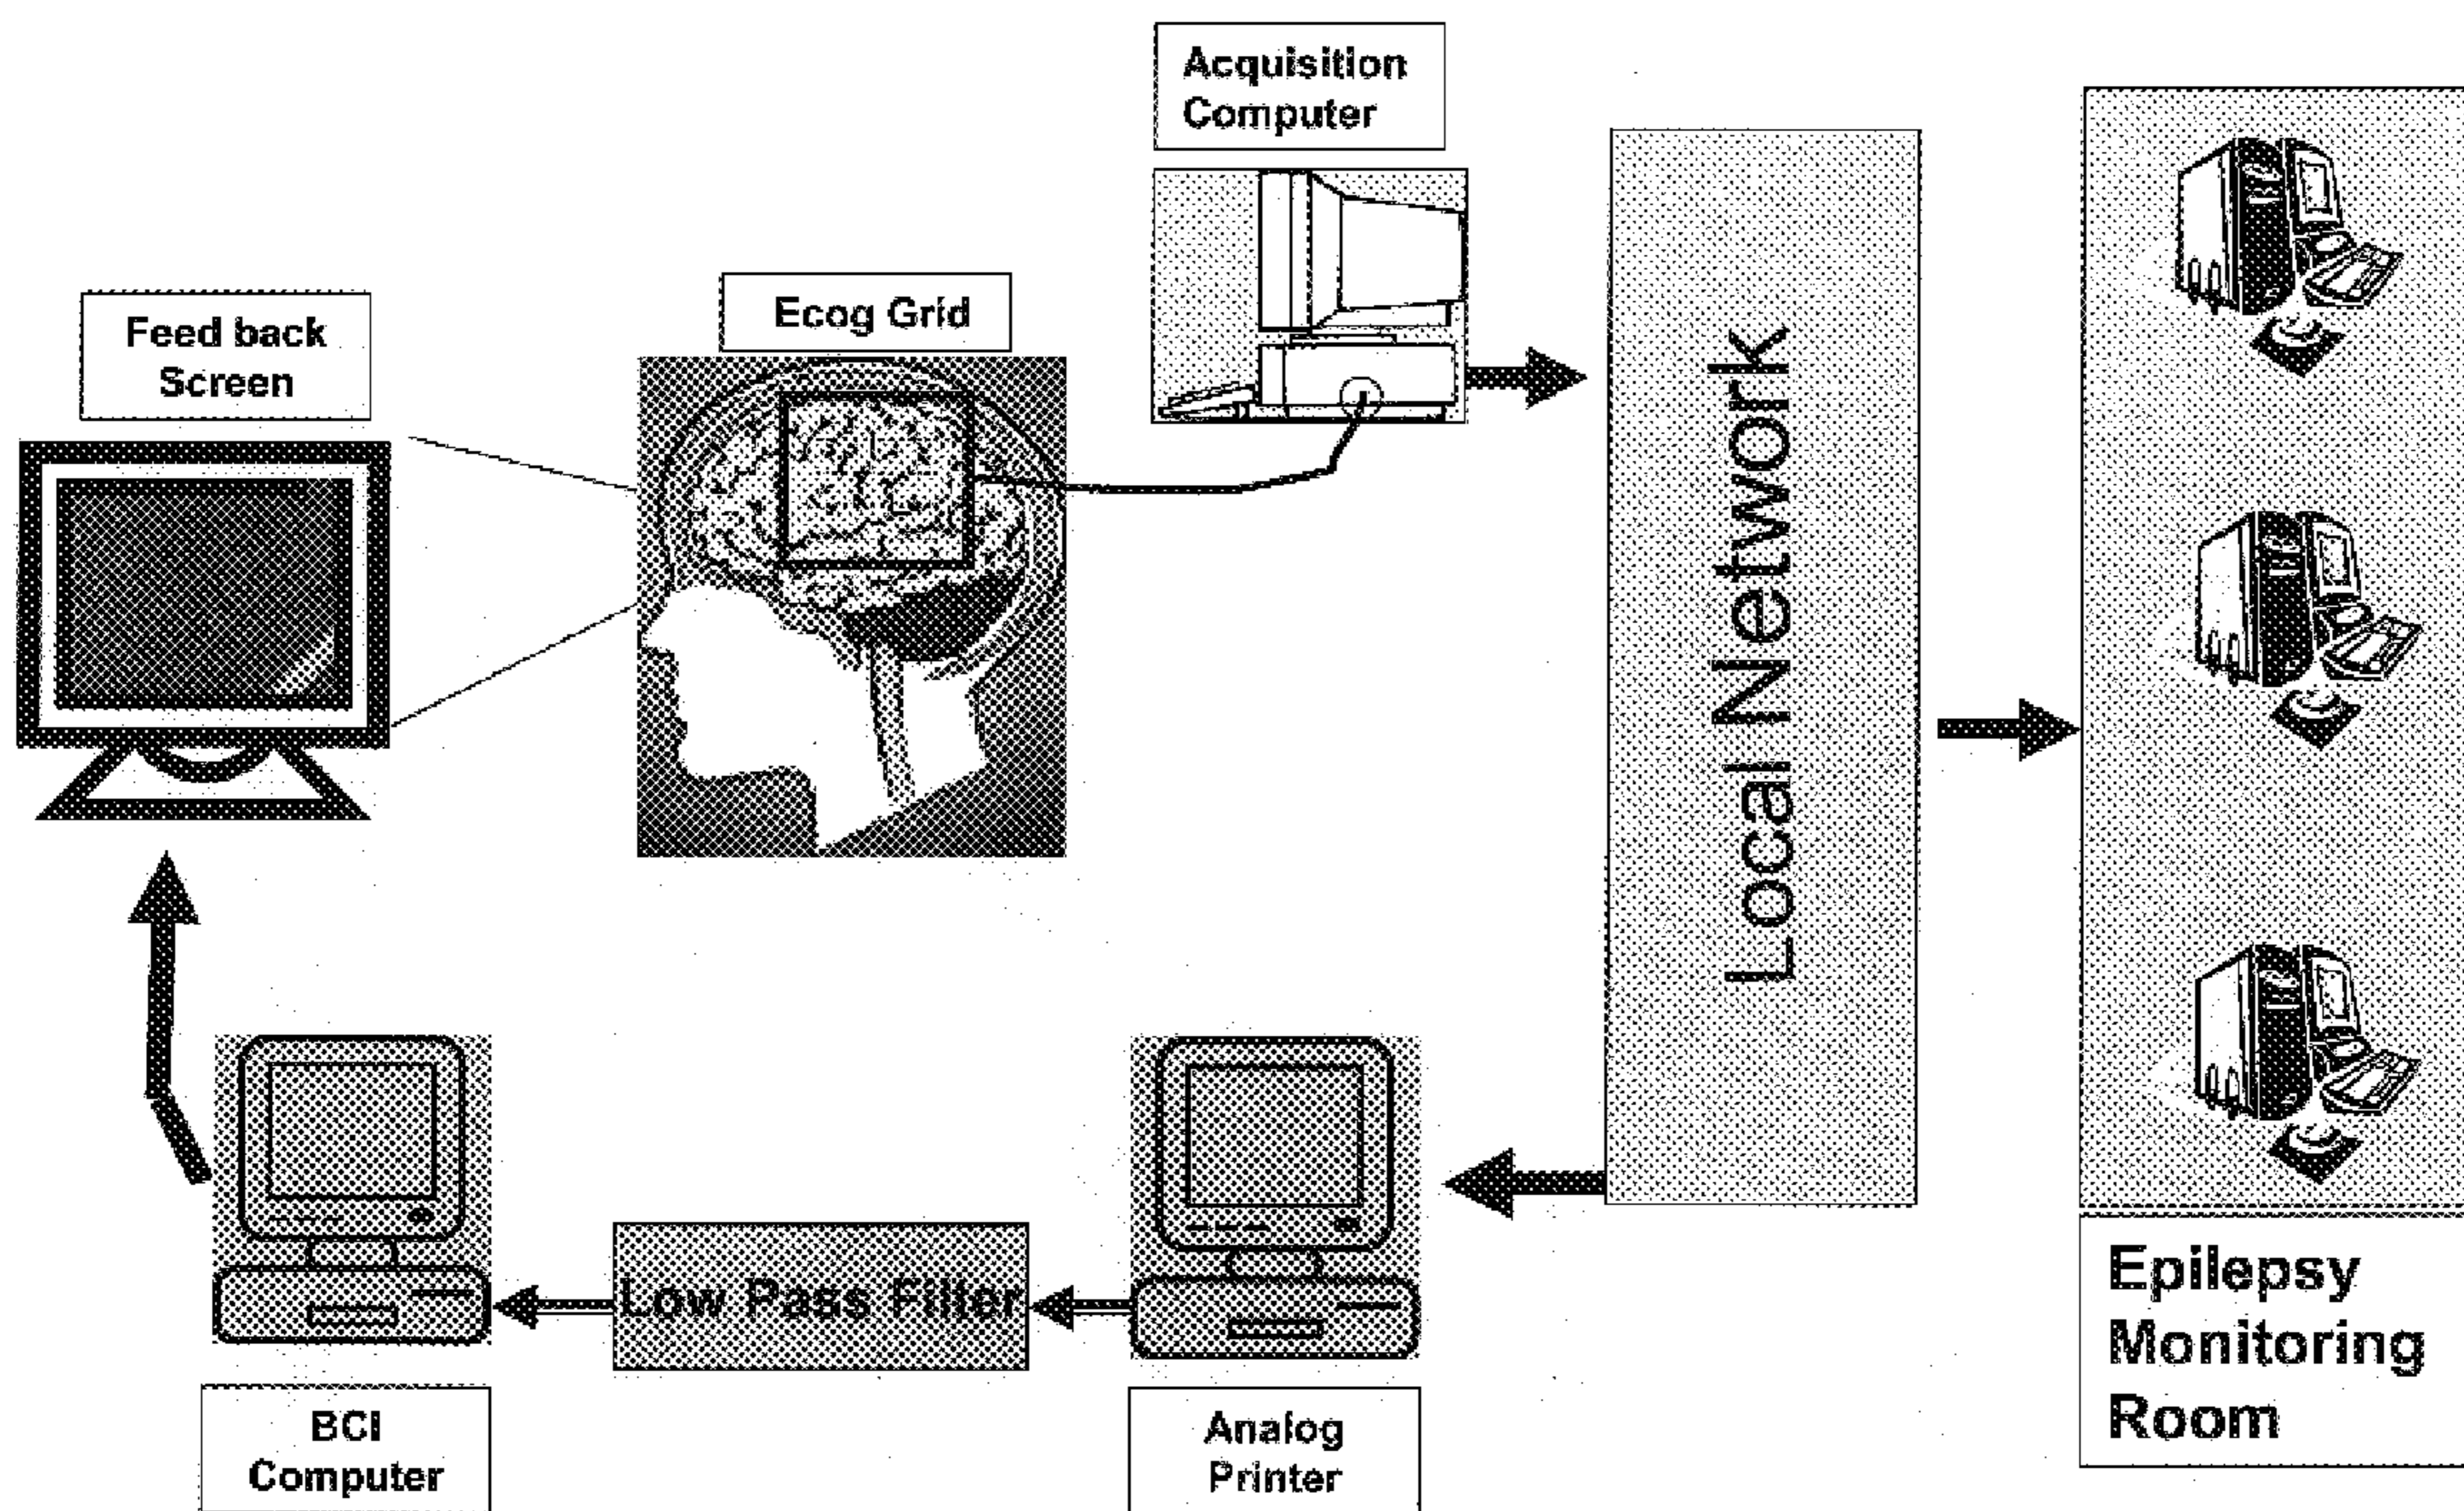 Acquisition
Computer
Feed back
Screen
Ecog Grid
Local Network
Low Pass Filter
BCI
Computer
Analog
Printer
Epilepsy
Monitoring
Room